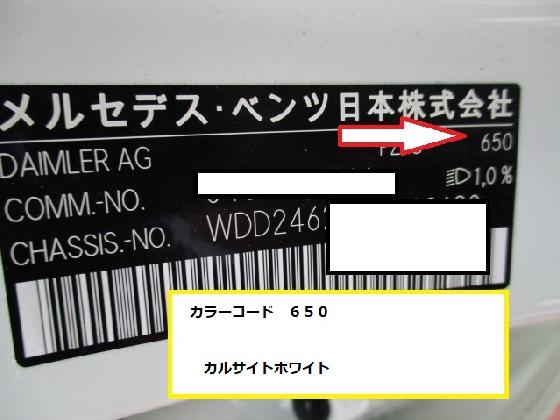 メルセデス・ベンツ日本株式会社
650
DAIMLER AG
1,0%
COMM.-NO.
CHASSIS.-NO. WDD246
カラーコード ６５０
カルサイトホワイト